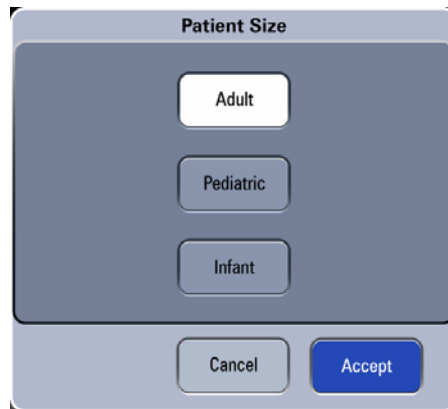 Patient Size
Adult
Pediatric
Infant
Cancel
Accept